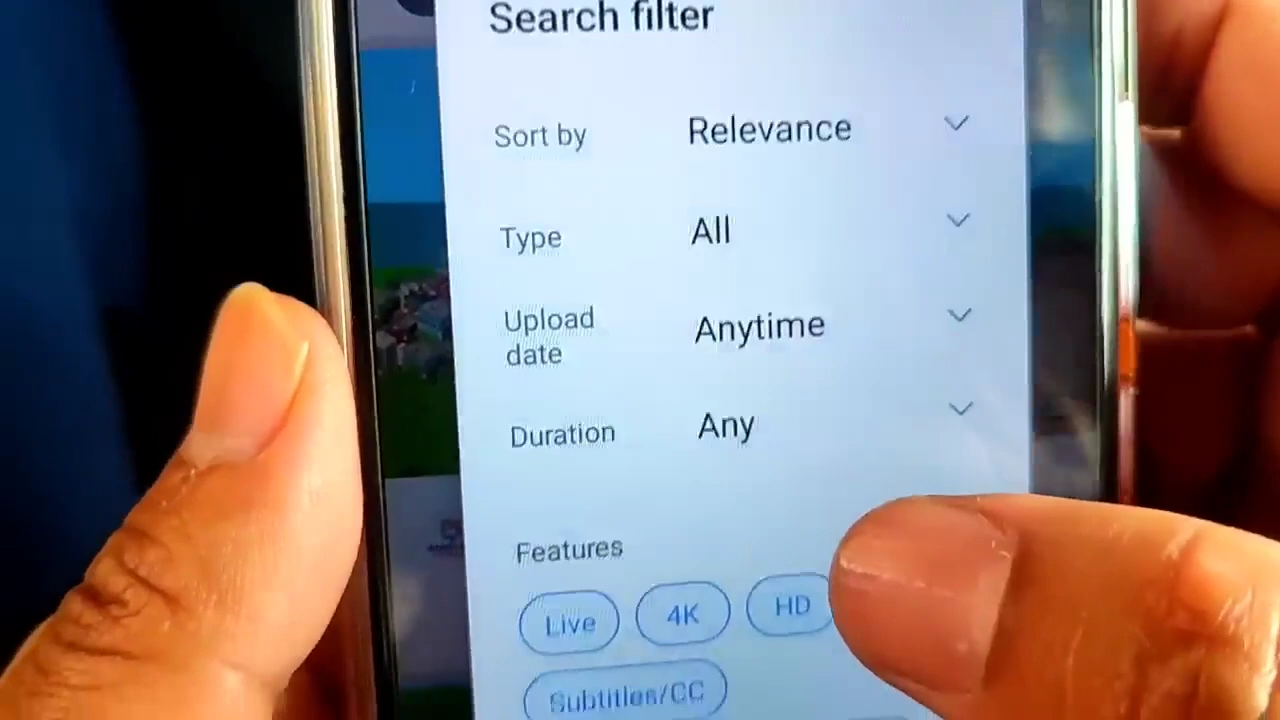 Search filter
Sort by Relevance
Type All
Upload date Anytime
Duration Any
Features
Live 4K HD
Subtitles/CC